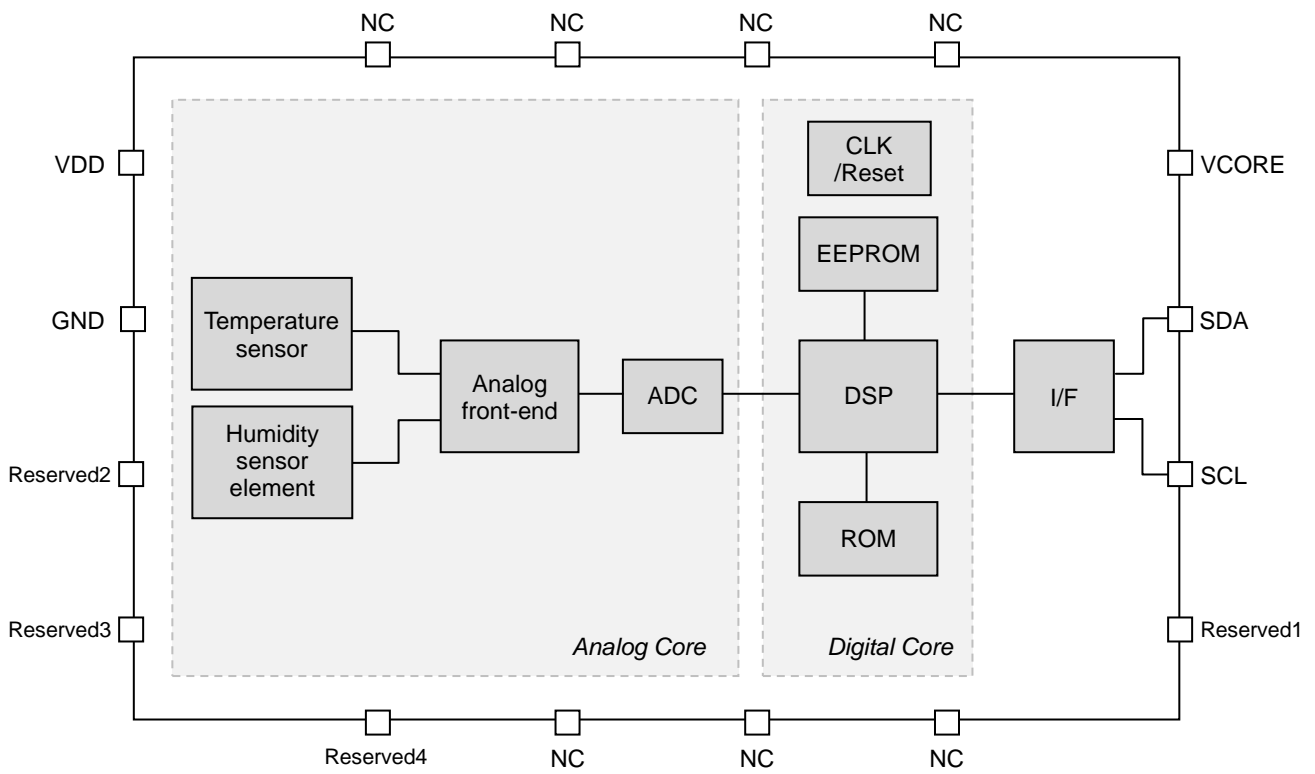 NC
NC
NC
NC
VDD
GND
Reserved2
Reserved3
Temperature
sensor
Humidity
sensor
element
Analog
front-end
ADC
Analog Core
CLK
/Reset
EEPROM
DSP
ROM
Digital Core
I/F
VCORE
SDA
SCL
Reserved1
Reserved4
NC
NC
NC